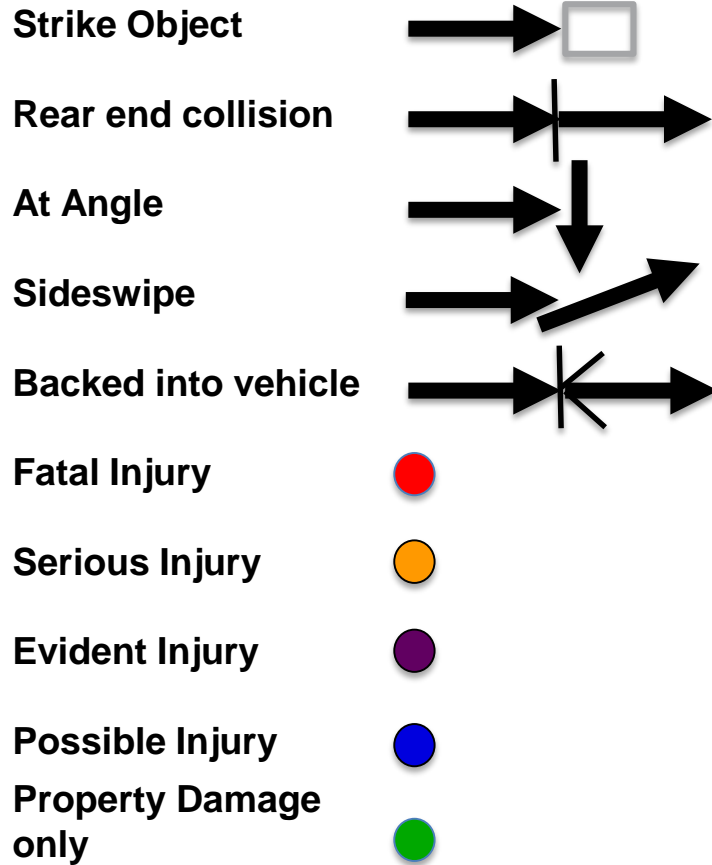 Strike Object
Rear end collision
At Angle
Sideswipe
Backed into vehicle
Fatal Injury
Serious Injury
Evident Injury
Possible Injury
Property Damage
only